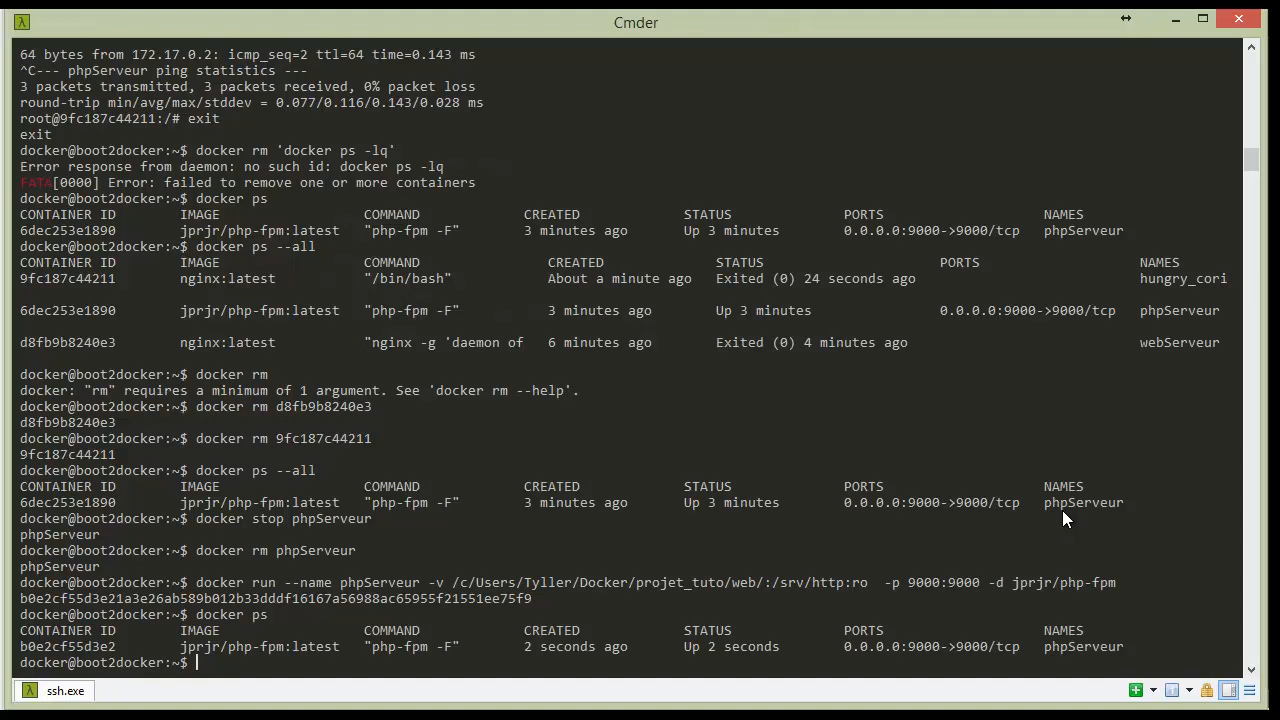 Cmder
64 bytes from 172.17.0.2: icmp_seq=2 ttl=64 time=0.143 ms
^C--- phpServeur ping statistics ---
3 packets transmitted, 3 packets received, 0% packet loss
round-trip min/avg/max/stddev = 0.077/0.116/0.143/0.028 ms
root@9fc187c44211:/# exit
exit
docker@boot2docker:~$ docker rm 'docker ps -lq'
Error response from daemon: no such id: docker ps -lq
FATA[0000] Error: failed to remove one or more containers
docker@boot2docker:~$ docker ps
CONTAINER ID IMAGE COMMAND CREATED STATUS PORTS NAMES
6dec253e1890 jprjr/php-fpm:latest "php-fpm -F" 3 minutes ago Up 3 minutes 0.0.0.0:9000->9000/tcp phpServeur
docker@boot2docker:~$ docker ps --all
CONTAINER ID IMAGE COMMAND CREATED STATUS PORTS NAMES
9fc187c44211 nginx:latest "/bin/bash" About a minute ago Exited (0) 24 seconds ago hungry_cori
6dec253e1890 jprjr/php-fpm:latest "php-fpm -F" 3 minutes ago Up 3 minutes 0.0.0.0:9000->9000/tcp phpServeur
d8fb9b8240e3 nginx:latest "nginx -g 'daemon of 6 minutes ago Exited (0) 4 minutes ago webServeur
docker@boot2docker:~$ docker rm
docker: "rm" requires a minimum of 1 argument. See 'docker rm --help'.
docker@boot2docker:~$ docker rm d8fb9b8240e3
d8fb9b8240e3
docker@boot2docker:~$ docker rm 9fc187c44211
9fc187c44211
docker@boot2docker:~$ docker ps --all
CONTAINER ID IMAGE COMMAND CREATED STATUS PORTS NAMES
6dec253e1890 jprjr/php-fpm:latest "php-fpm -F" 3 minutes ago Up 3 minutes 0.0.0.0:9000->9000/tcp phpServeur
docker@boot2docker:~$ docker stop phpServeur
phpServeur
docker@boot2docker:~$ docker rm phpServeur
phpServeur
docker@boot2docker:~$ docker run --name phpServeur -v /c/Users/Tyller/Docker/projet_tuto/web/:/srv/http:ro -p 9000:9000 -d jprjr/php-fpm
b0e2cf55d3e21a3e26ab589b012b33dddf16167a56988ac65955f21551ee75f9
docker@boot2docker:~$ docker ps
CONTAINER ID IMAGE COMMAND CREATED STATUS PORTS NAMES
b0e2cf55d3e2 jprjr/php-fpm:latest "php-fpm -F" 2 seconds ago Up 2 seconds 0.0.0.0:9000->9000/tcp phpServeur
docker@boot2docker:~$
ssh.exe